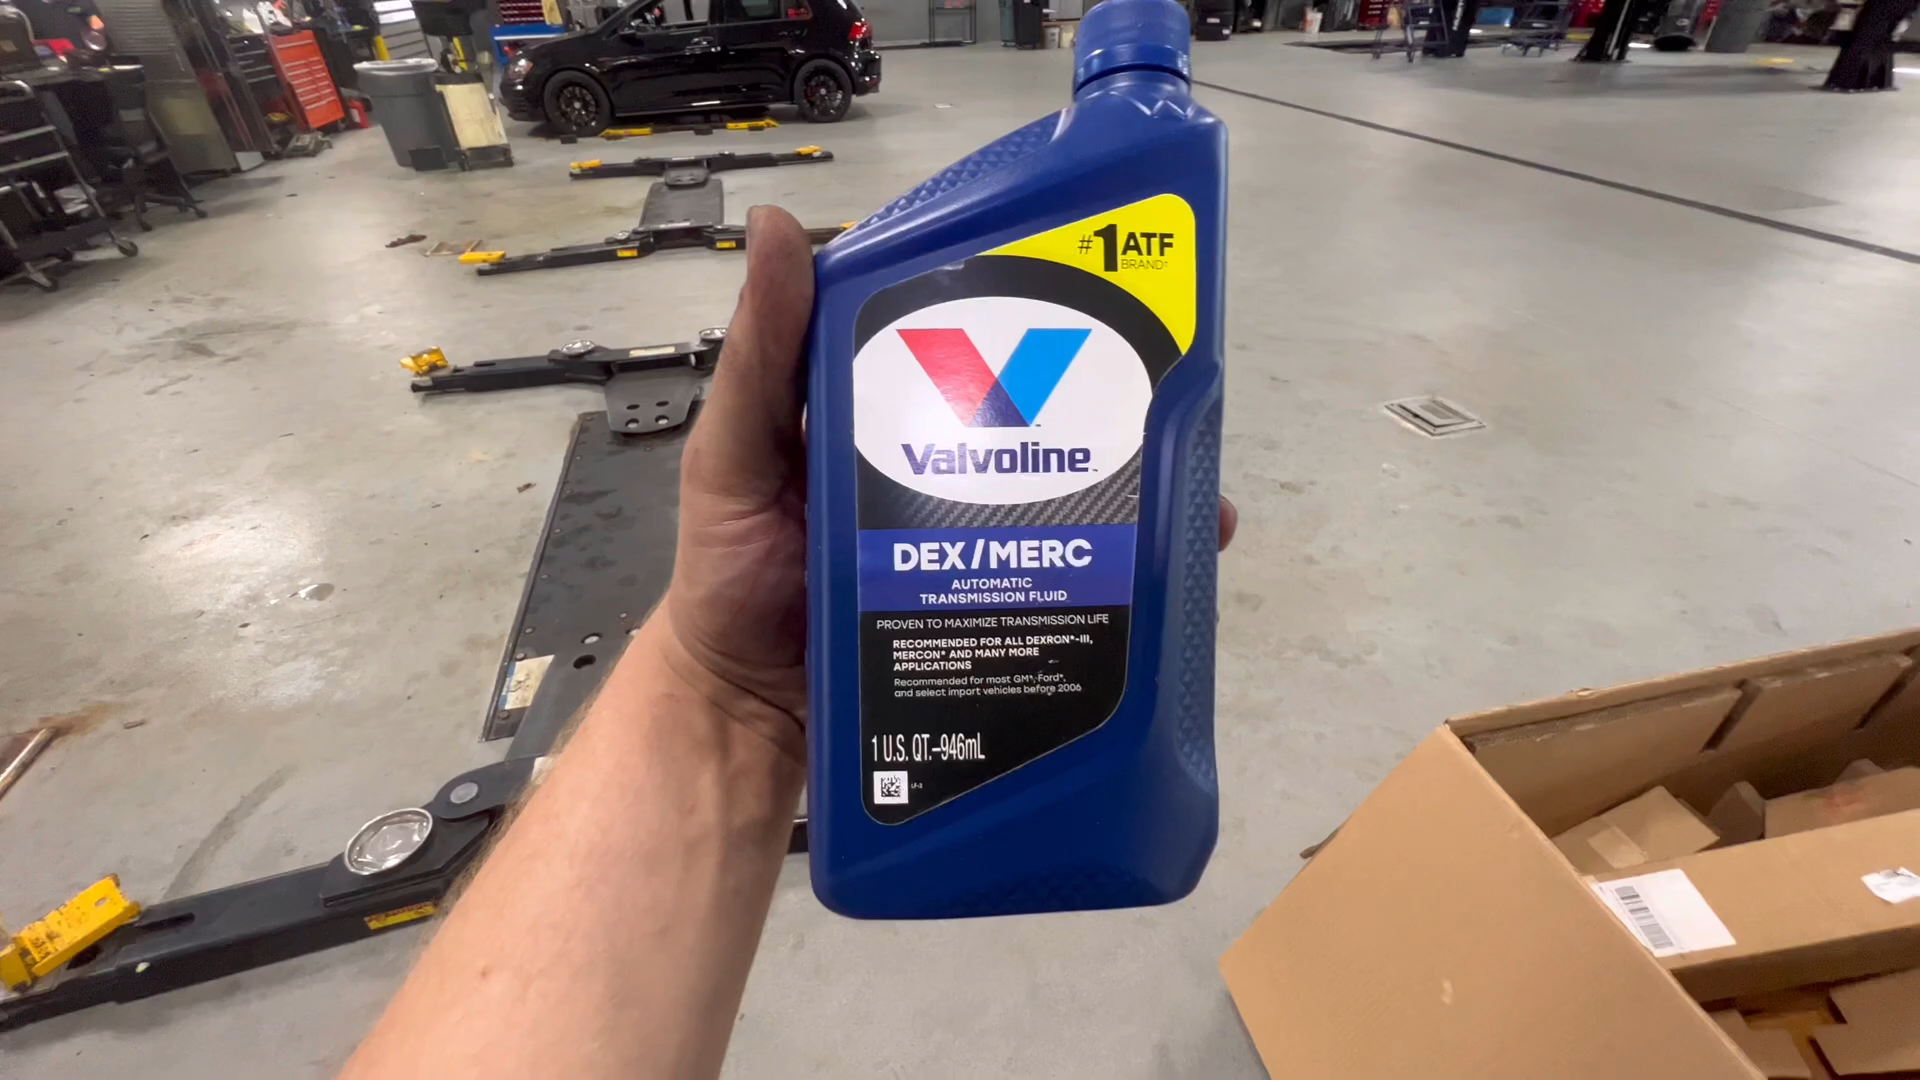 #1 ATF
BRAND†
Valvoline™
DEX/MERC
AUTOMATIC
TRANSMISSION FLUID
PROVEN TO MAXIMIZE TRANSMISSION LIFE
RECOMMENDED FOR ALL DEXRON®-III,
MERCON® AND MANY MORE
APPLICATIONS
Recommended for most GM®, Ford®,
and select import vehicles before 2006
1 U.S. QT.–946mL